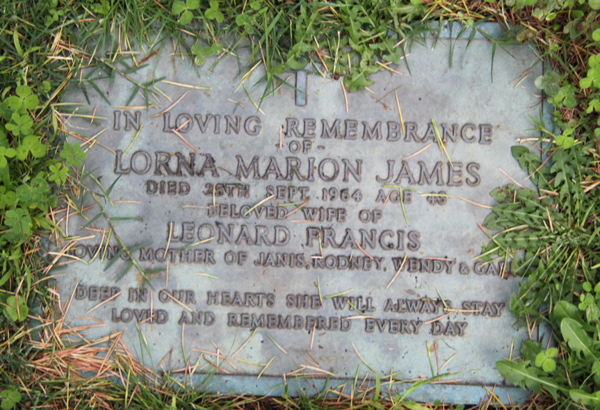 IN LOVING REMEMBRANCE
OF
LORNA MARION JAMES
DIED 28TH SEPT. 1964 AGE
BELOVED WIFE OF
LEONARD FRANCIS
LOVING MOTHER OF JANIS, RODNEY, WENDY &
DEEP IN OUR HEARTS SHE WILL ALWAYS STAY
LOVED AND REMEMBERED EVERY DAY